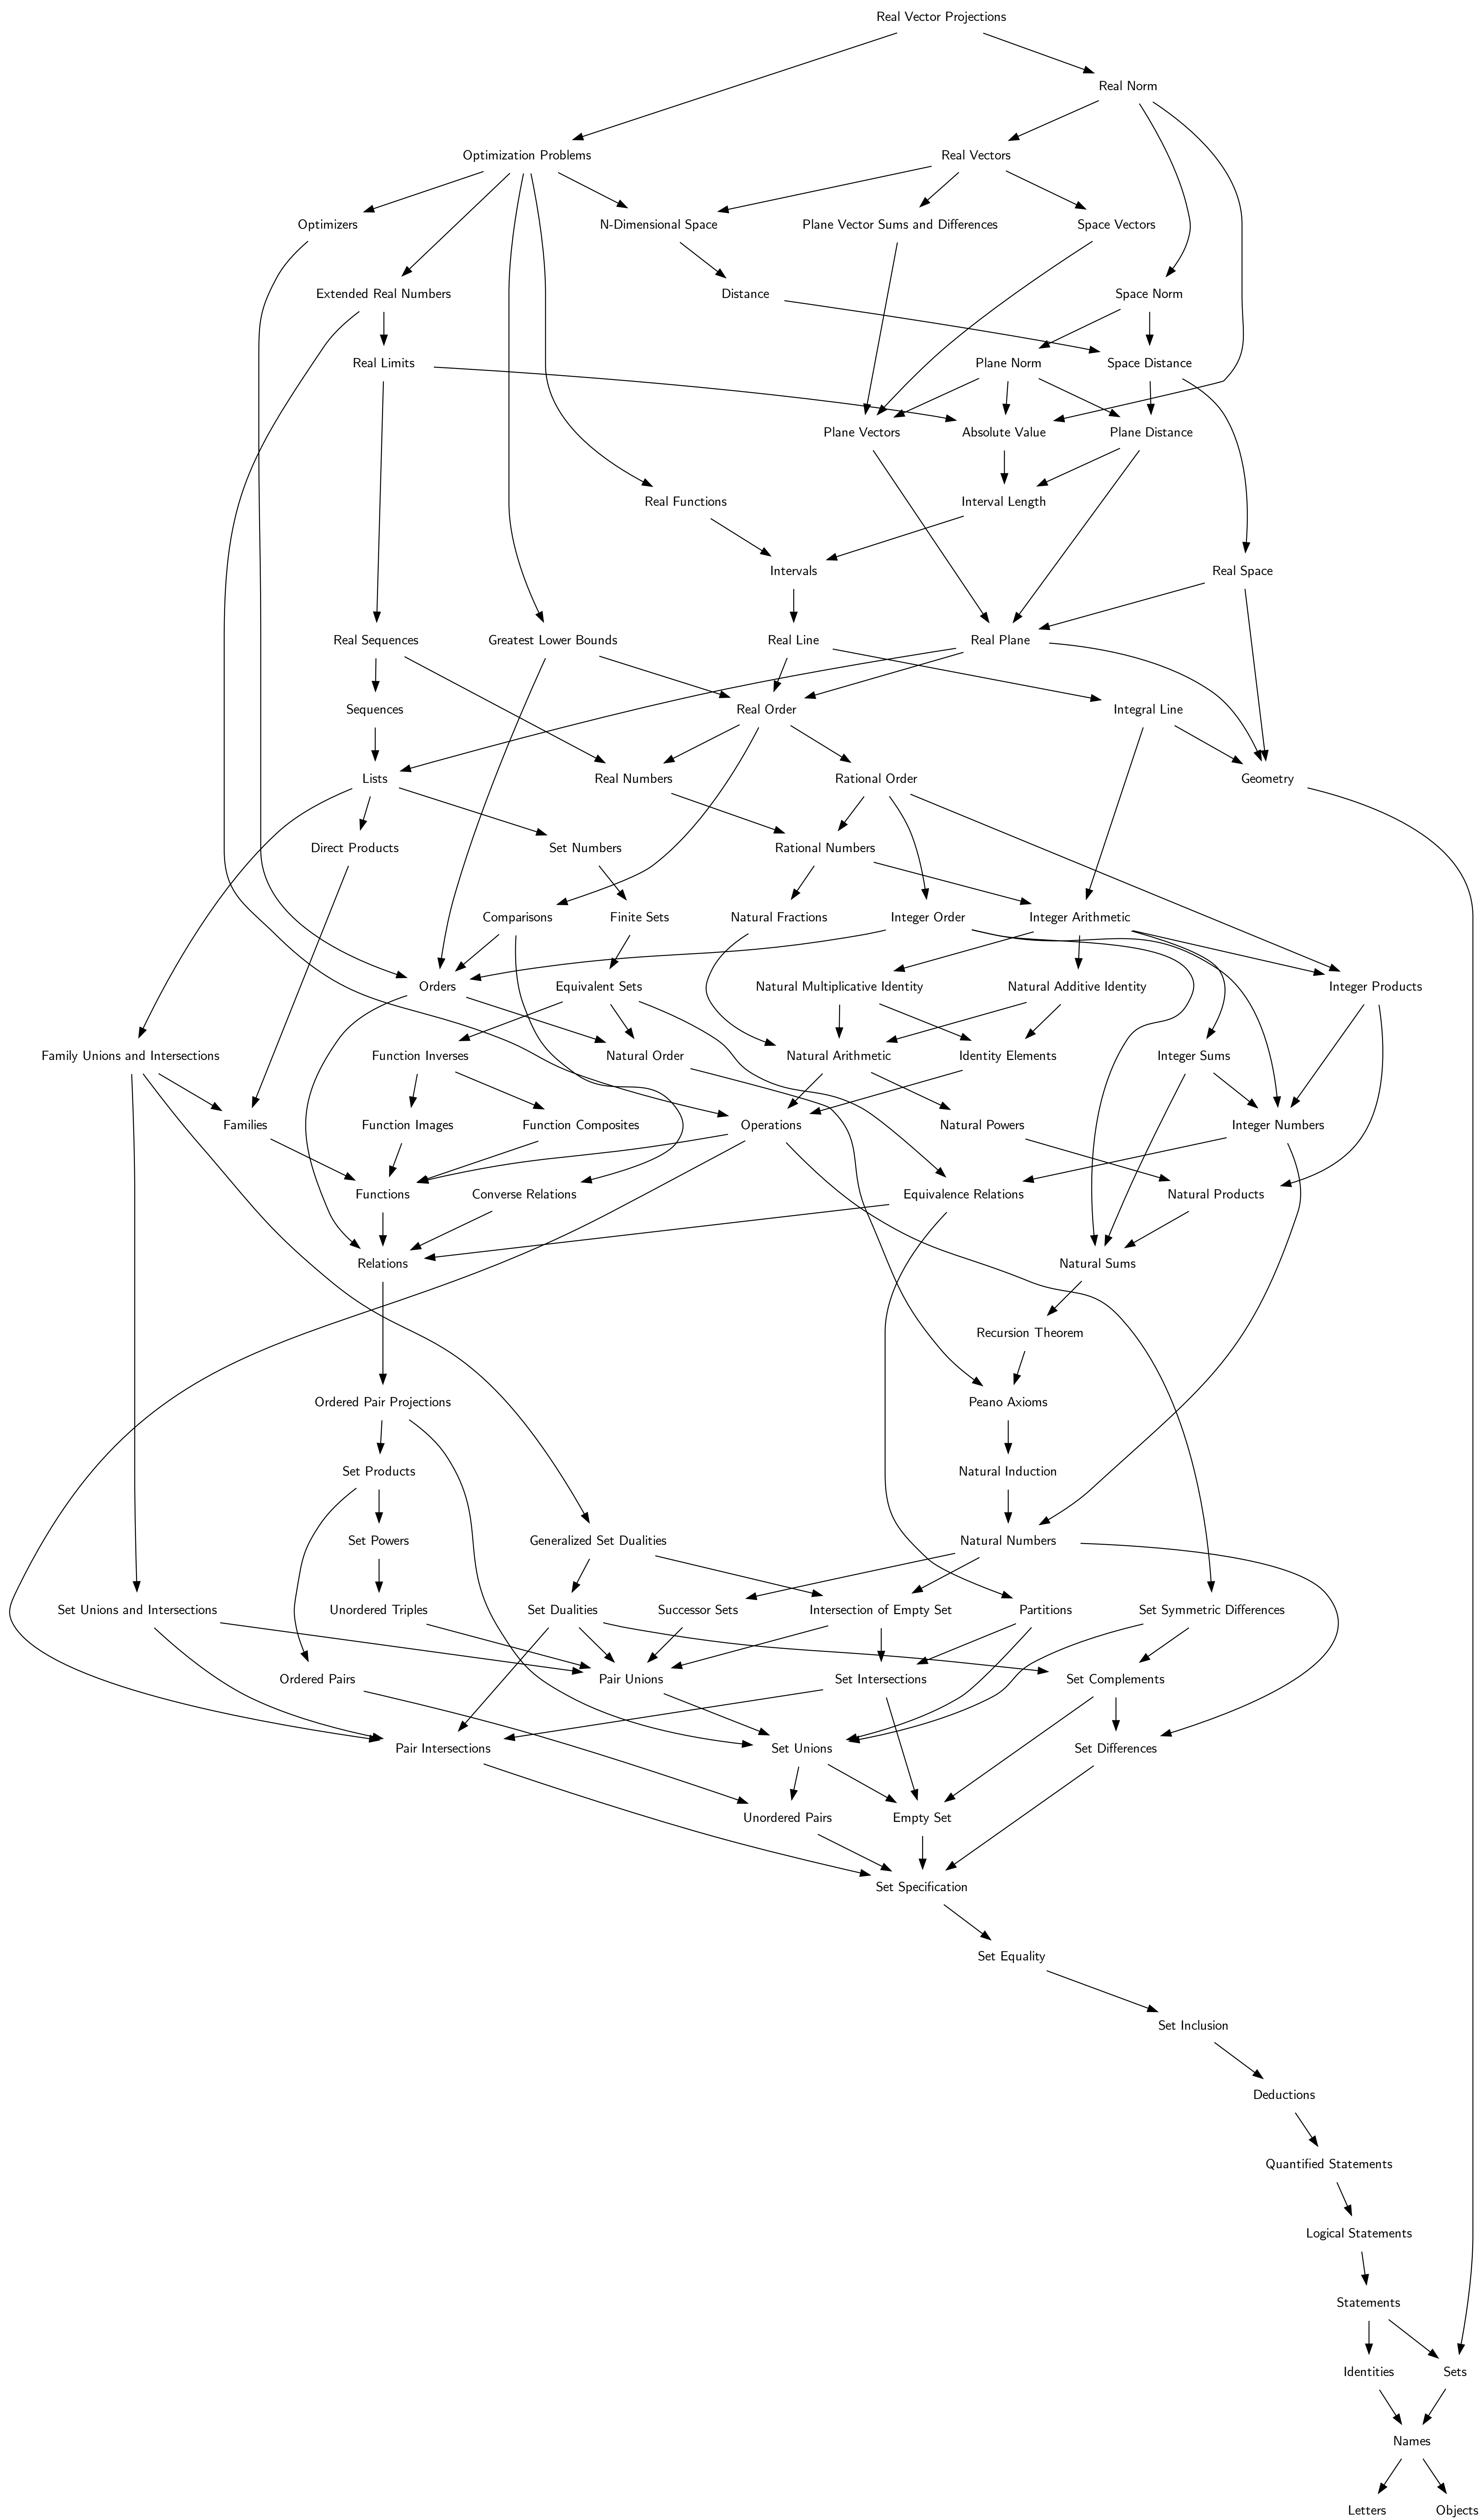 Real Vector Projections
Real Norm
Optimization Problems
Real Vectors
Optimizers
N-Dimensional Space
Plane Vector Sums and Differences
Space Vectors
Extended Real Numbers
Distance
Space Norm
Real Limits
Plane Norm
Space Distance
Plane Vectors
Absolute Value
Plane Distance
Real Functions
Interval Length
Intervals
Real Space
Real Sequences
Greatest Lower Bounds
Real Line
Real Plane
Sequences
Real Order
Integral Line
Lists
Real Numbers
Rational Order
Geometry
Direct Products
Set Numbers
Rational Numbers
Comparisons
Finite Sets
Natural Fractions
Integer Order
Integer Arithmetic
Orders
Equivalent Sets
Natural Multiplicative Identity
Natural Additive Identity
Integer Products
Family Unions and Intersections
Function Inverses
Natural Order
Natural Arithmetic
Identity Elements
Integer Sums
Families
Function Images
Function Composites
Operations
Natural Powers
Integer Numbers
Functions
Converse Relations
Equivalence Relations
Natural Products
Relations
Natural Sums
Recursion Theorem
Ordered Pair Projections
Peano Axioms
Set Products
Natural Induction
Set Powers
Generalized Set Dualities
Natural Numbers
Set Unions and Intersections
Unordered Triples
Set Dualities
Successor Sets
Intersection of Empty Set
Partitions
Set Symmetric Differences
Ordered Pairs
Pair Unions
Set Intersections
Set Complements
Pair Intersections
Set Unions
Set Differences
Unordered Pairs
Empty Set
Set Specification
Set Equality
Set Inclusion
Deductions
Quantified Statements
Logical Statements
Statements
Identities
Sets
Names
Letters
Objects